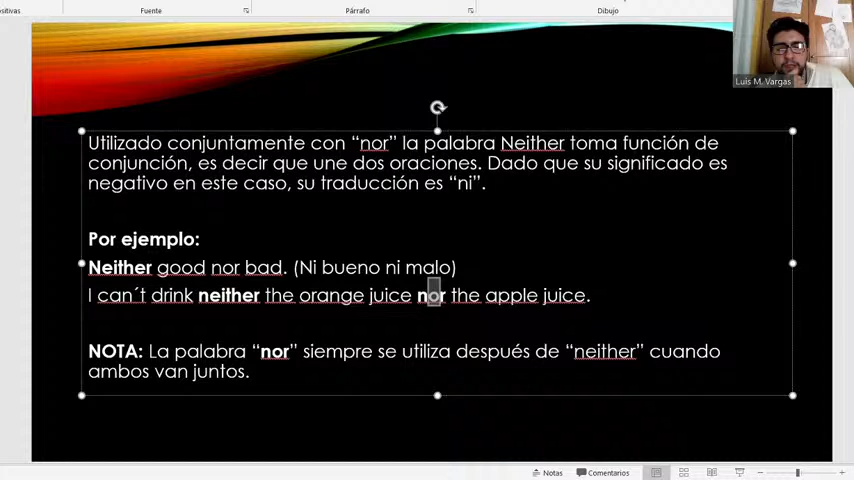 ositivas
Fuente
Párrafo
Dibujo
Luis M. Vargas
Utilizado conjuntamente con “nor” la palabra Neither toma función de
conjunción, es decir que une dos oraciones. Dado que su significado es
negativo en este caso, su traducción es “ni”.
Por ejemplo:
Neither good nor bad. (Ni bueno ni malo)
I can´t drink neither the orange juice nor the apple juice.
NOTA: La palabra “nor” siempre se utiliza después de “neither” cuando
ambos van juntos.
Notas
Comentarios